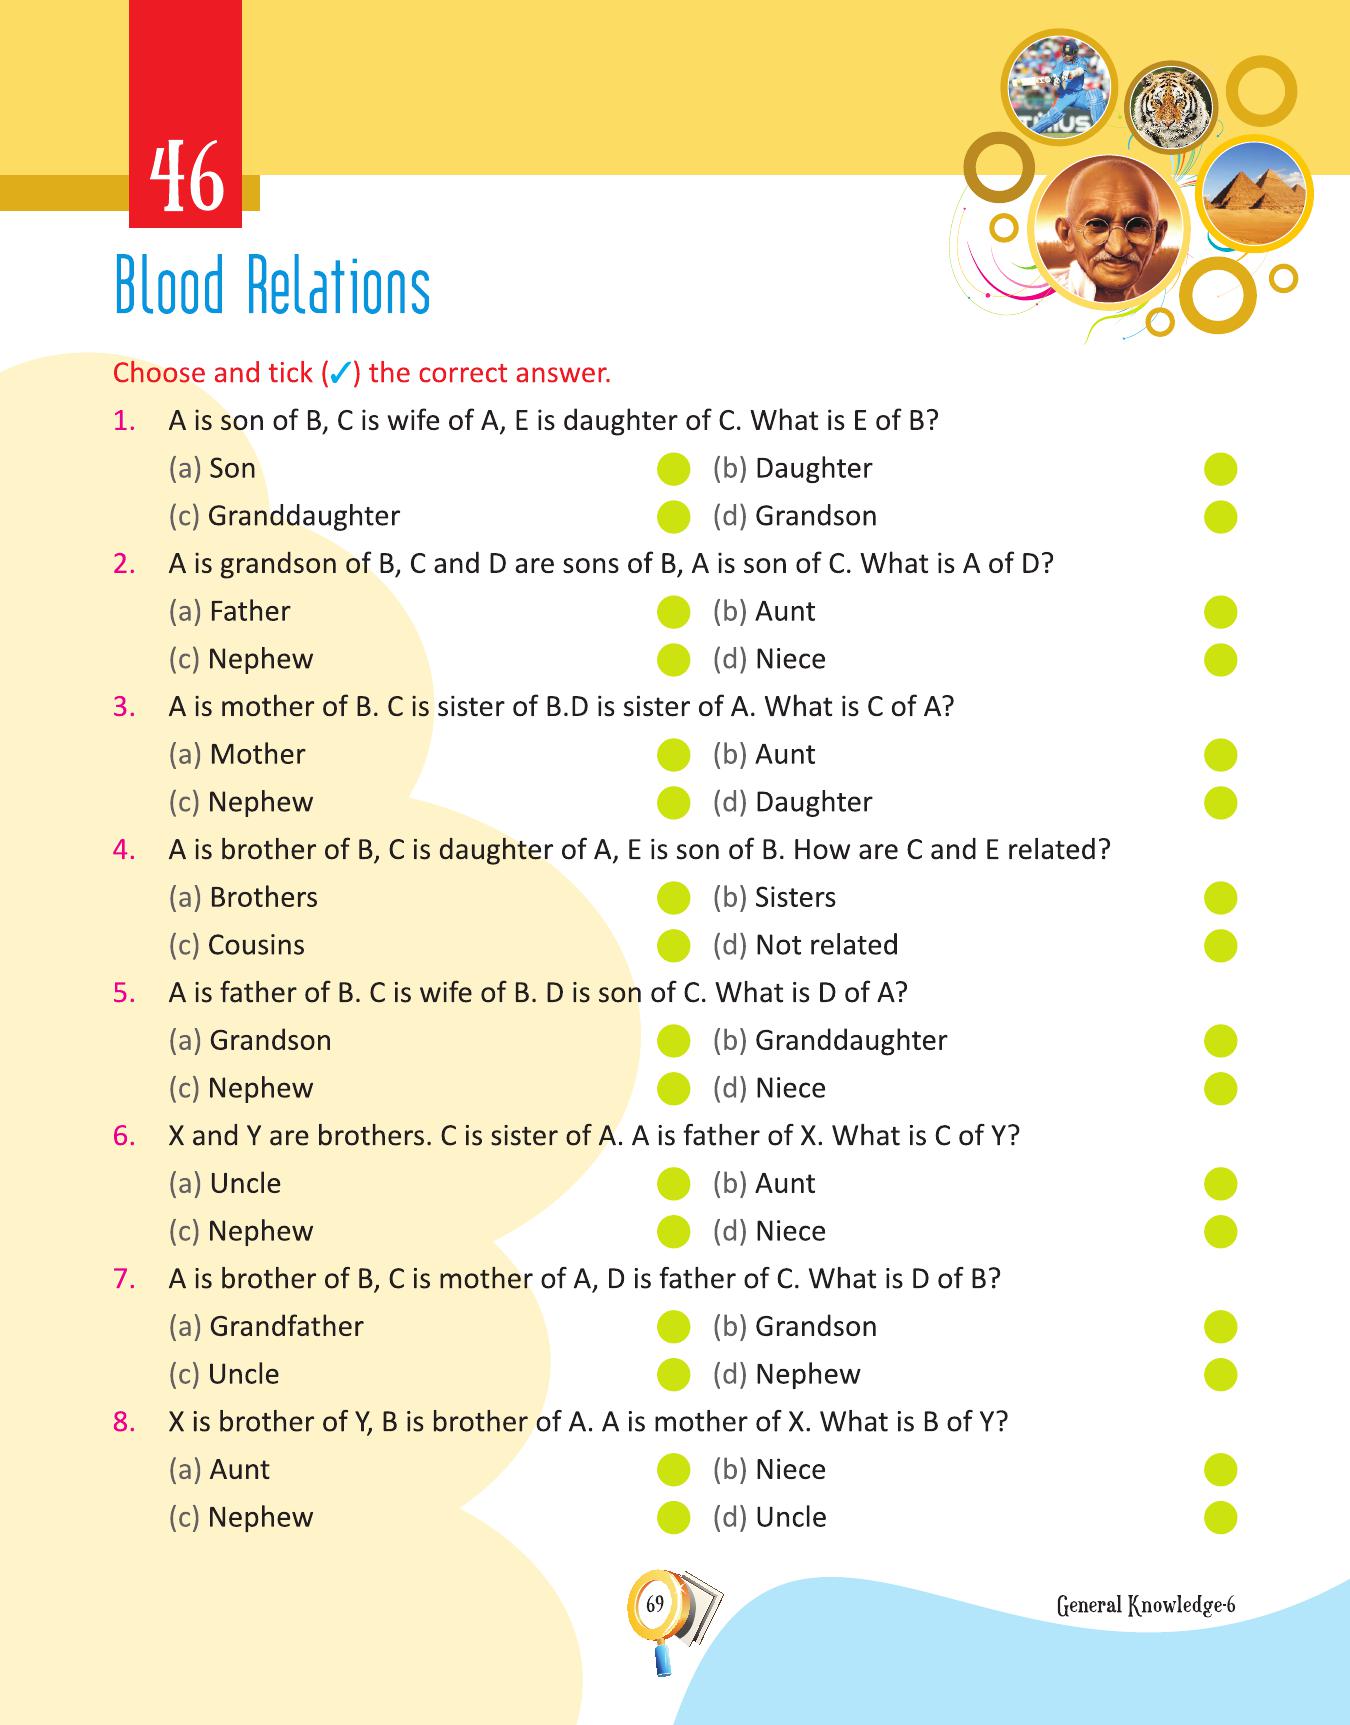 46
Blood Relations
Choose and tick (✓) the correct answer.
1. A is son of B, C is wife of A, E is daughter of C. What is E of B?
(a) Son (b) Daughter
(c) Granddaughter (d) Grandson
2. A is grandson of B, C and D are sons of B, A is son of C. What is A of D?
(a) Father (b) Aunt
(c) Nephew (d) Niece
3. A is mother of B. C is sister of B.D is sister of A. What is C of A?
(a) Mother (b) Aunt
(c) Nephew (d) Daughter
4. A is brother of B, C is daughter of A, E is son of B. How are C and E related?
(a) Brothers (b) Sisters
(c) Cousins (d) Not related
5. A is father of B. C is wife of B. D is son of C. What is D of A?
(a) Grandson (b) Granddaughter
(c) Nephew (d) Niece
6. X and Y are brothers. C is sister of A. A is father of X. What is C of Y?
(a) Uncle (b) Aunt
(c) Nephew (d) Niece
7. A is brother of B, C is mother of A, D is father of C. What is D of B?
(a) Grandfather (b) Grandson
(c) Uncle (d) Nephew
8. X is brother of Y, B is brother of A. A is mother of X. What is B of Y?
(a) Aunt (b) Niece
(c) Nephew (d) Uncle
69
General Knowledge-6